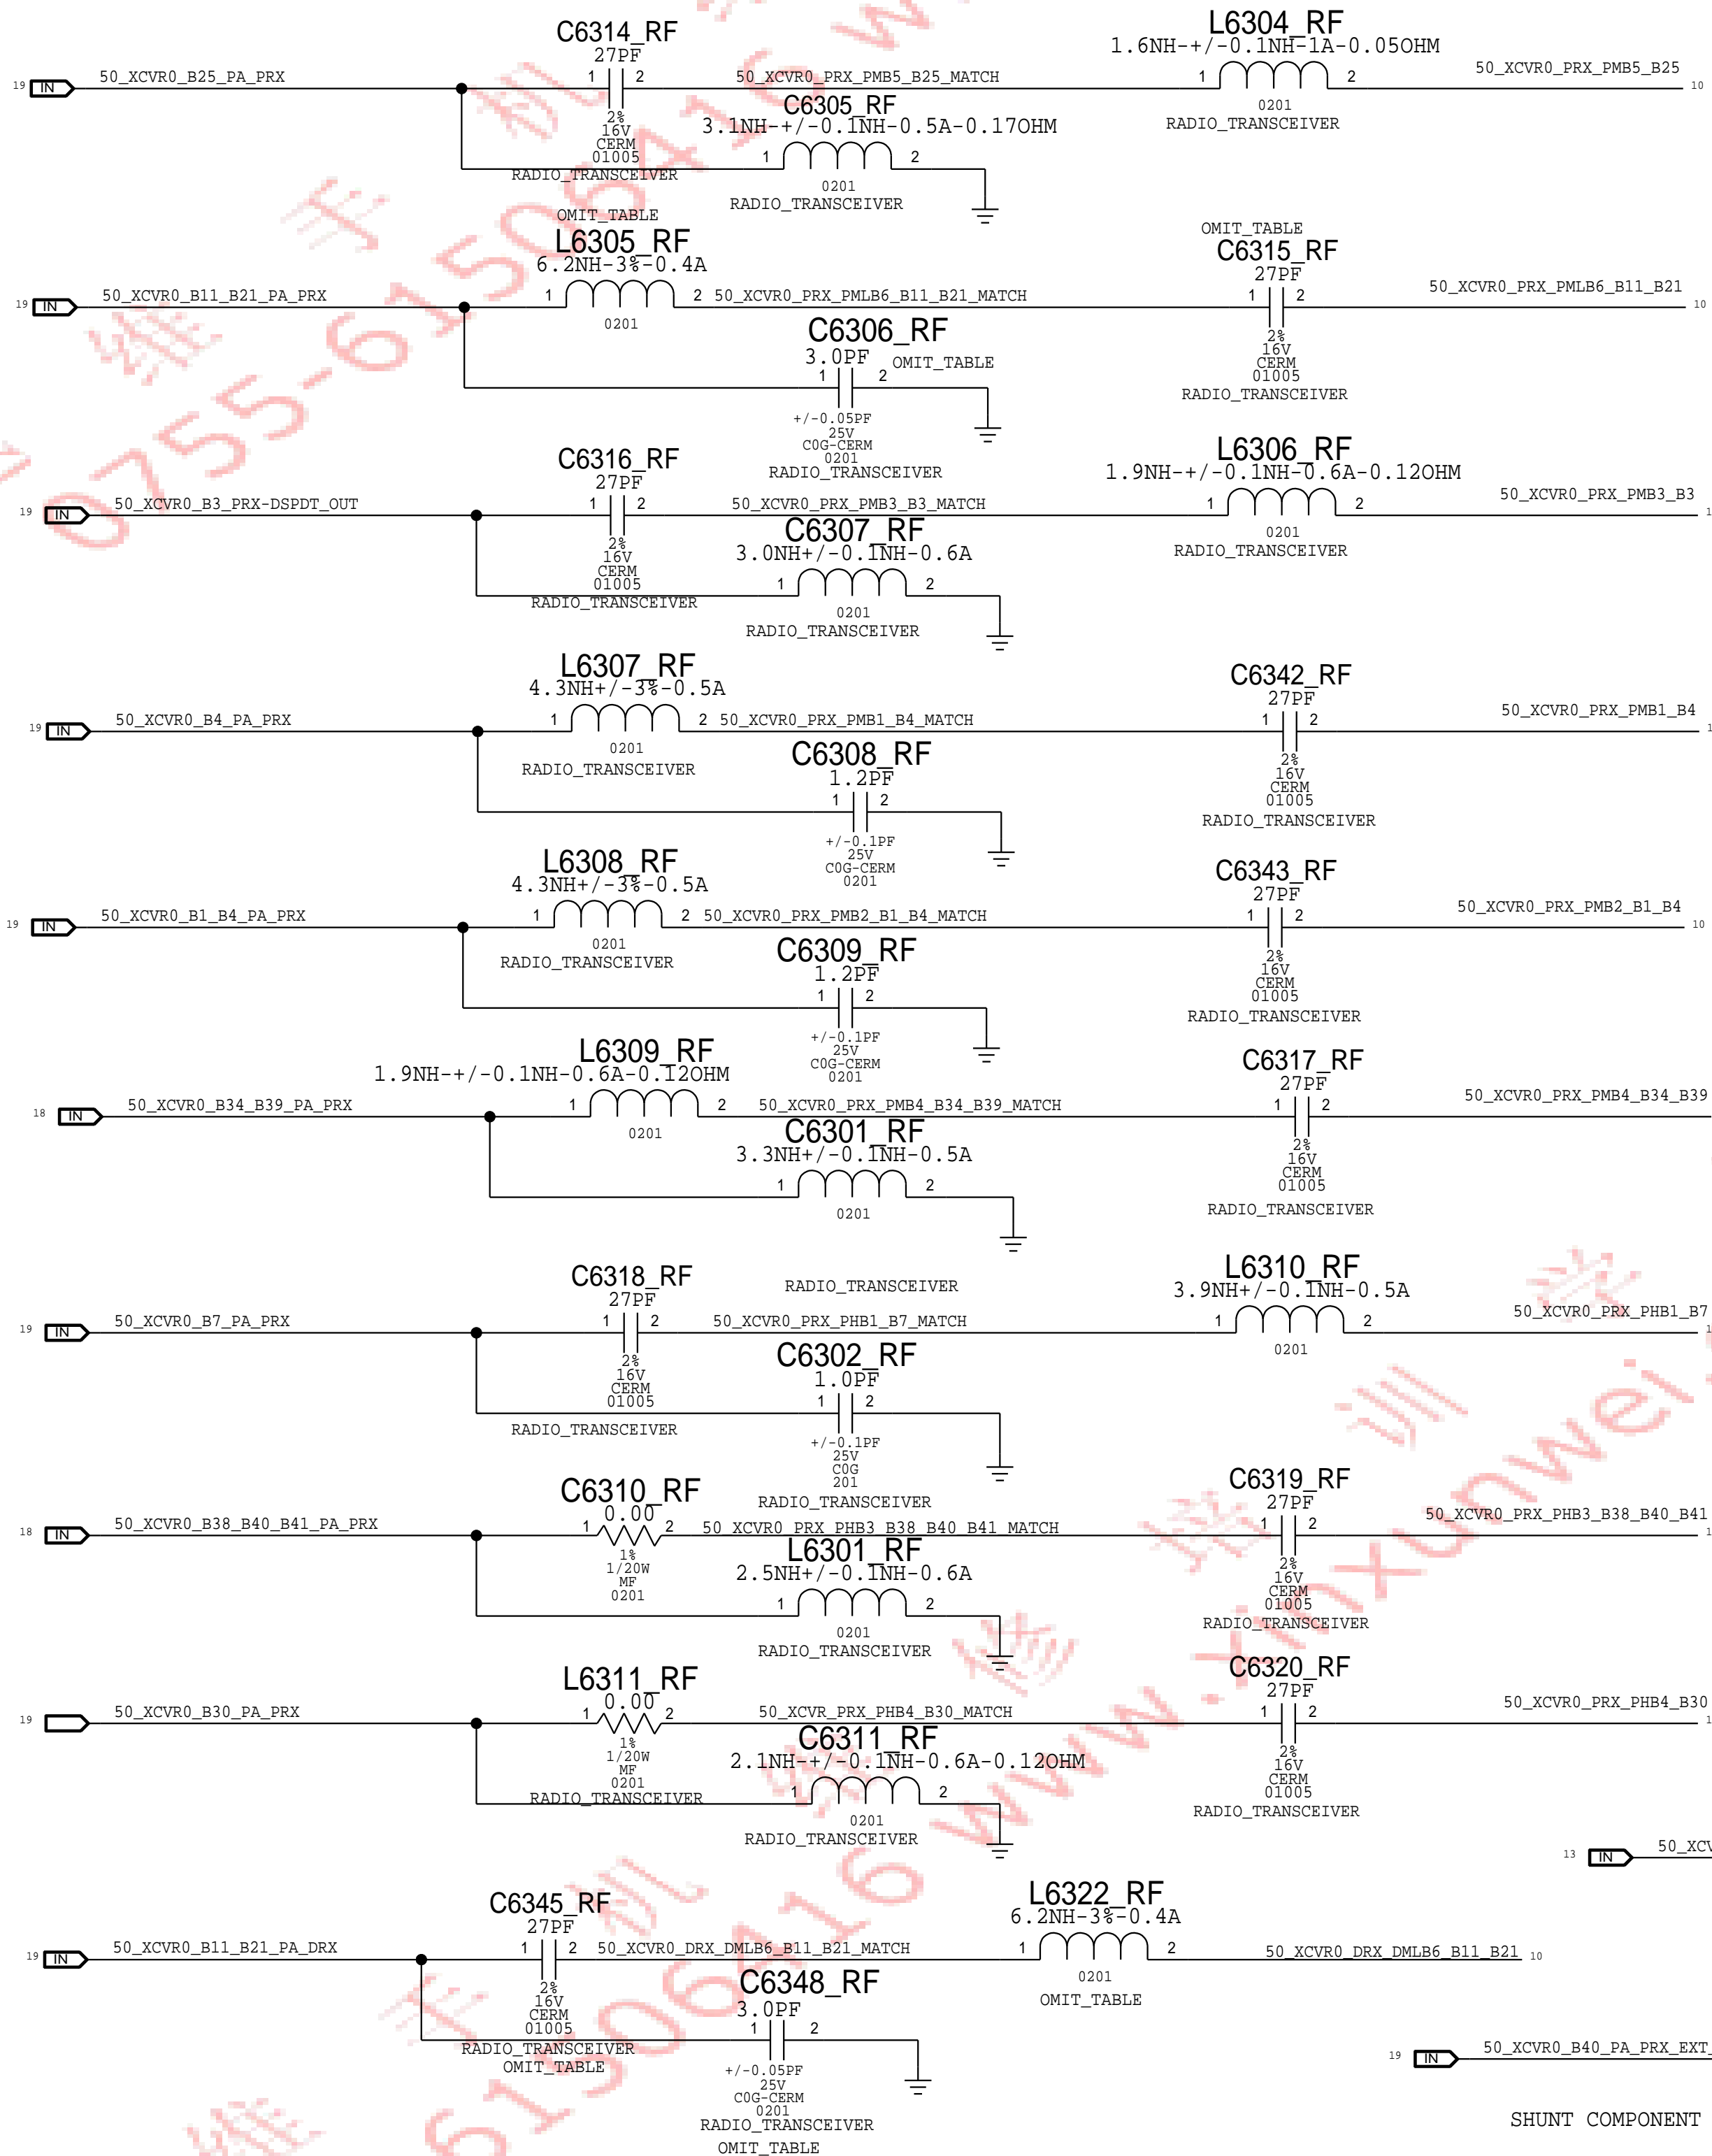 C6314_RF
27PF
L6304_RF
1.6NH-+/-0.1NH-1A-0.05OHM
19 IN 50_XCVR0_B25_PA_PRX 1 2 50_XCVR0_PRX_PMB5_B25_MATCH 1 2 50_XCVR0_PRX_PMB5_B25 10
2%
16V
CERM
01005
RADIO_TRANSCEIVER
C6305_RF
3.1NH-+/-0.1NH-0.5A-0.17OHM
1 2
0201
RADIO_TRANSCEIVER
0201
RADIO_TRANSCEIVER
OMIT_TABLE
L6305_RF
6.2NH-3%-0.4A
OMIT_TABLE
C6315_RF
27PF
19 IN 50_XCVR0_B11_B21_PA_PRX 1 2 50_XCVR0_PRX_PMLB6_B11_B21_MATCH 1 2 50_XCVR0_PRX_PMLB6_B11_B21 10
0201
C6306_RF
3.0PF OMIT_TABLE
1 2
+/-0.05PF
25V
C0G-CERM
0201
RADIO_TRANSCEIVER
2%
16V
CERM
01005
RADIO_TRANSCEIVER
C6316_RF
27PF
L6306_RF
1.9NH-+/-0.1NH-0.6A-0.12OHM
19 IN 50_XCVR0_B3_PRX-DSPDT_OUT 1 2 50_XCVR0_PRX_PMB3_B3_MATCH 1 2 50_XCVR0_PRX_PMB3_B3 1
2%
16V
CERM
01005
RADIO_TRANSCEIVER
C6307_RF
3.0NH+/-0.1NH-0.6A
1 2
0201
RADIO_TRANSCEIVER
0201
RADIO_TRANSCEIVER
L6307_RF
4.3NH+/-3%-0.5A
C6342_RF
27PF
19 IN 50_XCVR0_B4_PA_PRX 1 2 50_XCVR0_PRX_PMB1_B4_MATCH 1 2 50_XCVR0_PRX_PMB1_B4 1
0201
RADIO_TRANSCEIVER
C6308_RF
1.2PF
1 2
+/-0.1PF
25V
C0G-CERM
0201
2%
16V
CERM
01005
RADIO_TRANSCEIVER
L6308_RF
4.3NH+/-3%-0.5A
C6343_RF
27PF
19 IN 50_XCVR0_B1_B4_PA_PRX 1 2 50_XCVR0_PRX_PMB2_B1_B4_MATCH 1 2 50_XCVR0_PRX_PMB2_B1_B4 10
0201
RADIO_TRANSCEIVER
C6309_RF
1.2PF
1 2
+/-0.1PF
25V
C0G-CERM
0201
2%
16V
CERM
01005
RADIO_TRANSCEIVER
L6309_RF
1.9NH-+/-0.1NH-0.6A-0.12OHM
C6317_RF
27PF
18 IN 50_XCVR0_B34_B39_PA_PRX 1 2 50_XCVR0_PRX_PMB4_B34_B39_MATCH 1 2 50_XCVR0_PRX_PMB4_B34_B39
0201
C6301_RF
3.3NH+/-0.1NH-0.5A
1 2
0201
2%
16V
CERM
01005
RADIO_TRANSCEIVER
C6318_RF
27PF
RADIO_TRANSCEIVER
L6310_RF
3.9NH+/-0.1NH-0.5A
19 IN 50_XCVR0_B7_PA_PRX 1 2 50_XCVR0_PRX_PHB1_B7_MATCH 1 2 50_XCVR0_PRX_PHB1_B7
2%
16V
CERM
01005
RADIO_TRANSCEIVER
C6302_RF
1.0PF
1 2
+/-0.1PF
25V
C0G
201
RADIO_TRANSCEIVER
0201
C6310_RF
0.00
C6319_RF
27PF
18 IN 50_XCVR0_B38_B40_B41_PA_PRX 1 2 50_XCVR0_PRX_PHB3_B38_B40_B41_MATCH 1 2 50_XCVR0_PRX_PHB3_B38_B40_B41 1
1%
1/20W
MF
0201
L6301_RF
2.5NH+/-0.1NH-0.6A
1 2
0201
RADIO_TRANSCEIVER
2%
16V
CERM
01005
RADIO_TRANSCEIVER
L6311_RF
0.00
C6320_RF
27PF
19 50_XCVR0_B30_PA_PRX 1 2 50_XCVR_PRX_PHB4_B30_MATCH 1 2 50_XCVR0_PRX_PHB4_B30 1
1%
1/20W
MF
0201
RADIO_TRANSCEIVER
C6311_RF
2.1NH-+/-0.1NH-0.6A-0.12OHM
1 2
0201
RADIO_TRANSCEIVER
2%
16V
CERM
01005
RADIO_TRANSCEIVER
13 IN 50_XCV
C6345_RF
27PF
L6322_RF
6.2NH-3%-0.4A
19 IN 50_XCVR0_B11_B21_PA_DRX 1 2 50_XCVR0_DRX_DMLB6_B11_B21_MATCH 1 2 50_XCVR0_DRX_DMLB6_B11_B21 10
2%
16V
CERM
01005
RADIO_TRANSCEIVER
OMIT_TABLE
C6348_RF
3.0PF
1 2
+/-0.05PF
25V
C0G-CERM
0201
RADIO_TRANSCEIVER
OMIT_TABLE
0201
OMIT_TABLE
19 IN 50_XCVR0_B40_PA_PRX_EXT_
SHUNT COMPONENT
0755-61506416 w
61506416 www.xinxunwei.